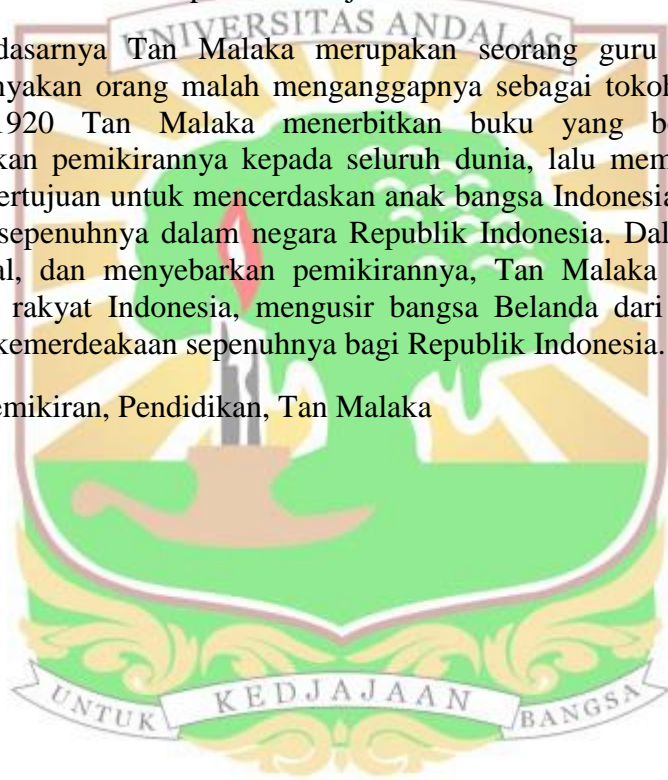 UNIVERSITAS ANDALAS
dasarnya Tan Malaka merupakan seorang guru
nyakan orang malah menganggapnya sebagai tokoh
1920 Tan Malaka menerbitkan buku yang be
kan pemikirannya kepada seluruh dunia, lalu mem
ertujuan untuk mencerdaskan anak bangsa Indonesia
sepenuhnya dalam negara Republik Indonesia. Dal
al, dan menyebarkan pemikirannya, Tan Malaka
rakyat Indonesia, mengusir bangsa Belanda dari
kemerdeakaan sepenuhnya bagi Republik Indonesia.
emikiran, Pendidikan, Tan Malaka
UNTUK KEDJAJAAN BANGSA